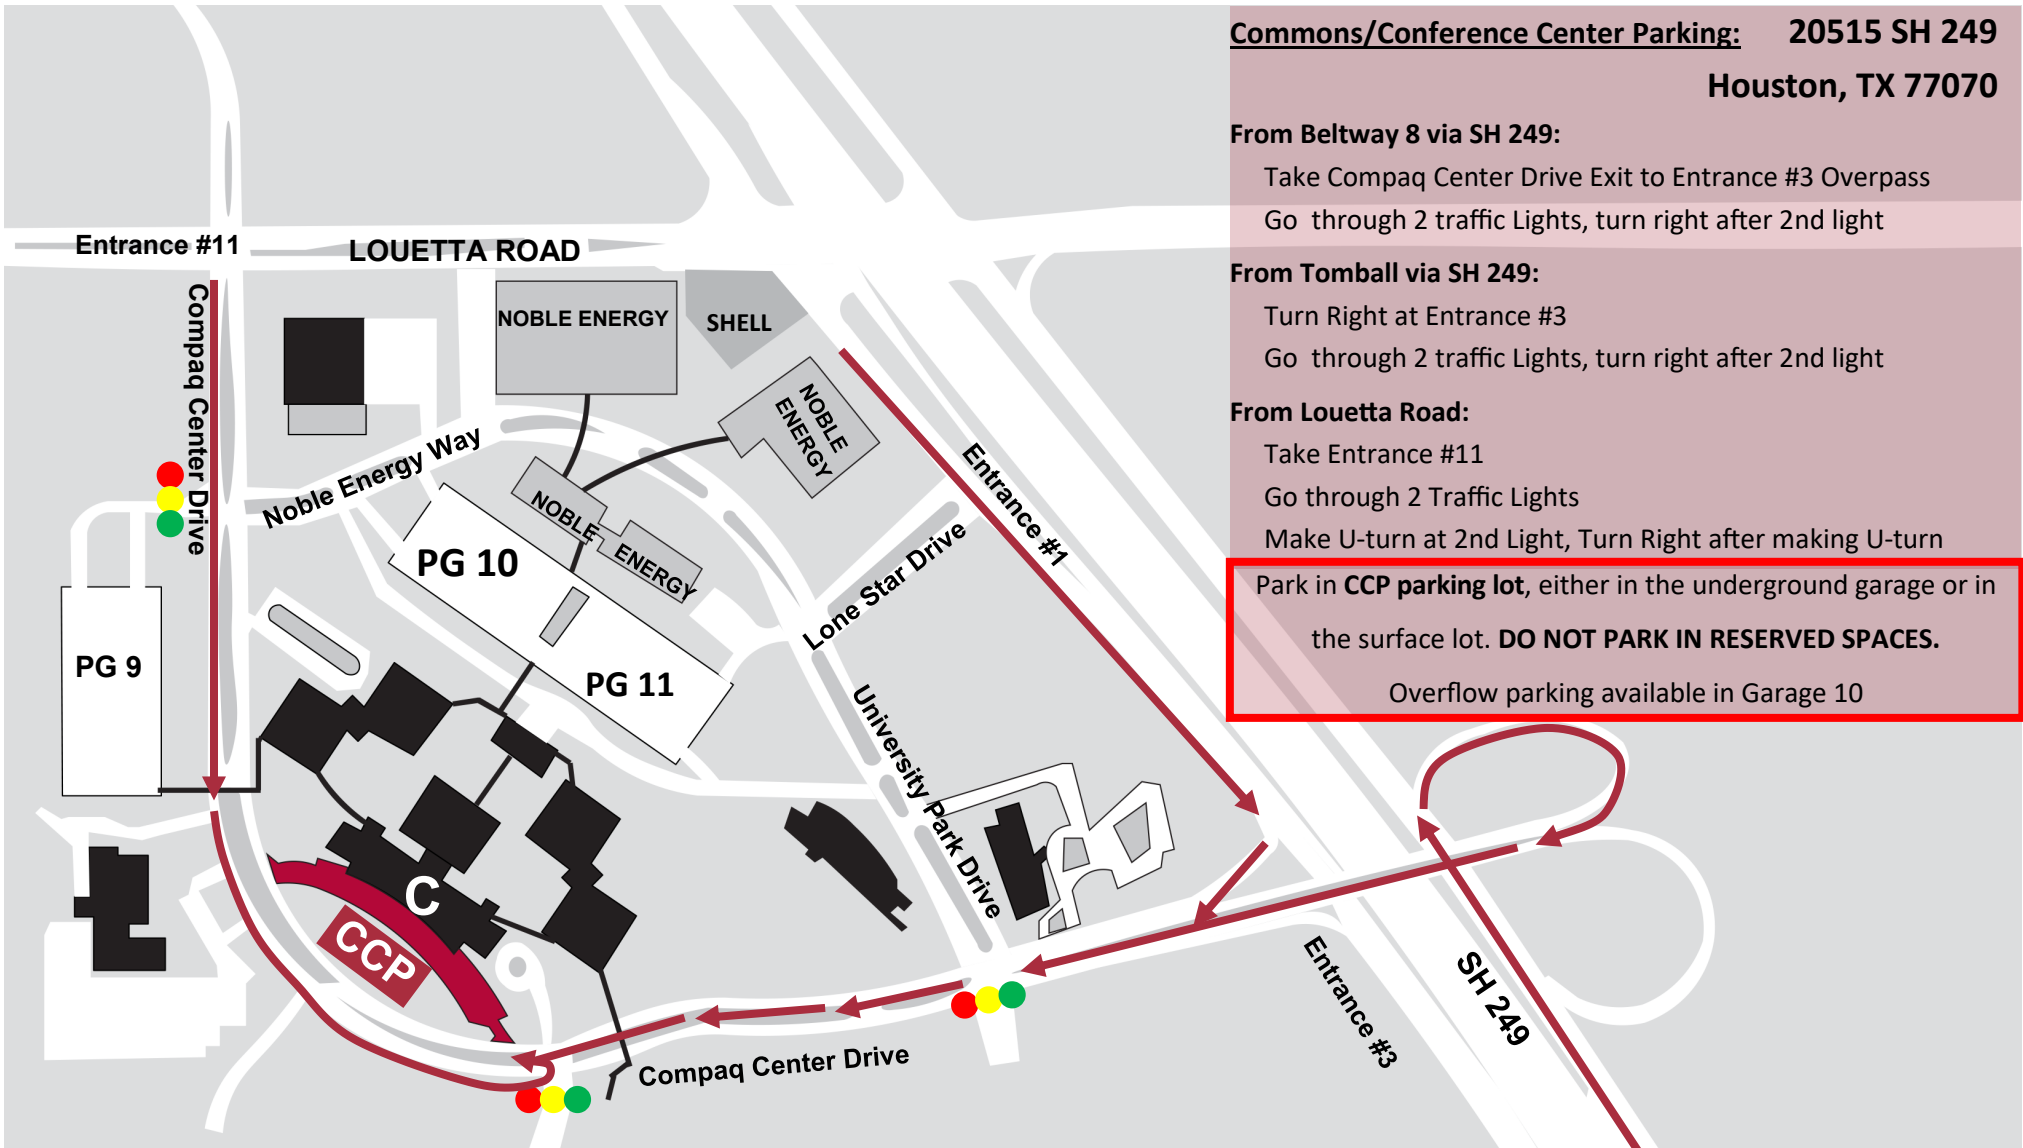 Commons/Conference Center Parking: 20515 SH 249
Houston, TX 77070
From Beltway 8 via SH 249:
Take Compaq Center Drive Exit to Entrance #3 Overpass
Go through 2 traffic Lights, turn right after 2nd light
From Tomball via SH 249:
Turn Right at Entrance #3
Go through 2 traffic Lights, turn right after 2nd light
From Louetta Road:
Take Entrance #11
Go through 2 Traffic Lights
Make U-turn at 2nd Light, Turn Right after making U-turn
Park in CCP parking lot, either in the underground garage or in
the surface lot. DO NOT PARK IN RESERVED SPACES.
Overflow parking available in Garage 10
Entrance #11
LOUETTA ROAD
Compaq Center Drive
NOBLE ENERGY
SHELL
NOBLE
ENERGY
Noble Energy Way
Entrance #1
NOBLE
ENERGY
PG 10
Lone Star Drive
PG 9
PG 11
University Park Drive
C
CCP
Entrance #3
SH 249
Compaq Center Drive